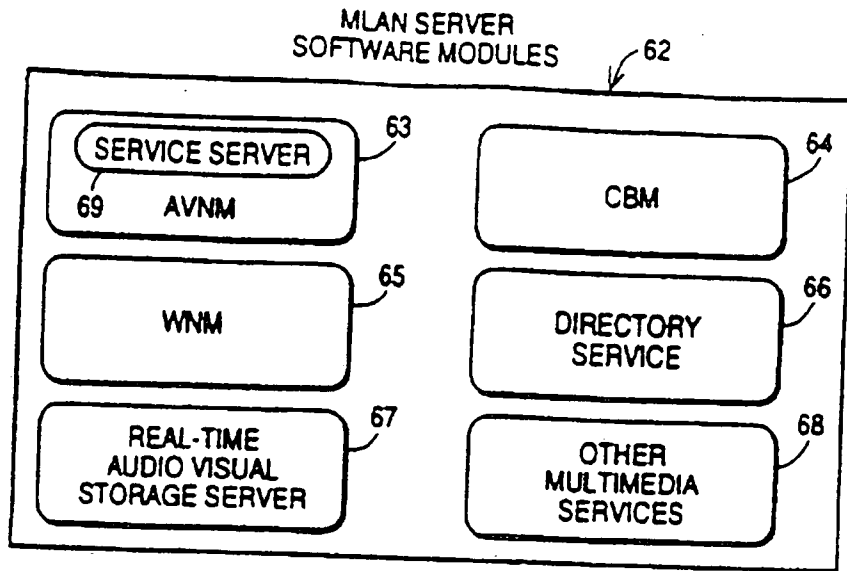 MLAN SERVER
SOFTWARE MODULES
62
SERVICE SERVER
69
AVNM
63
CBM
64
WNM
65
DIRECTORY
SERVICE
66
REAL-TIME
AUDIO VISUAL
STORAGE SERVER
67
OTHER
MULTIMEDIA
SERVICES
68